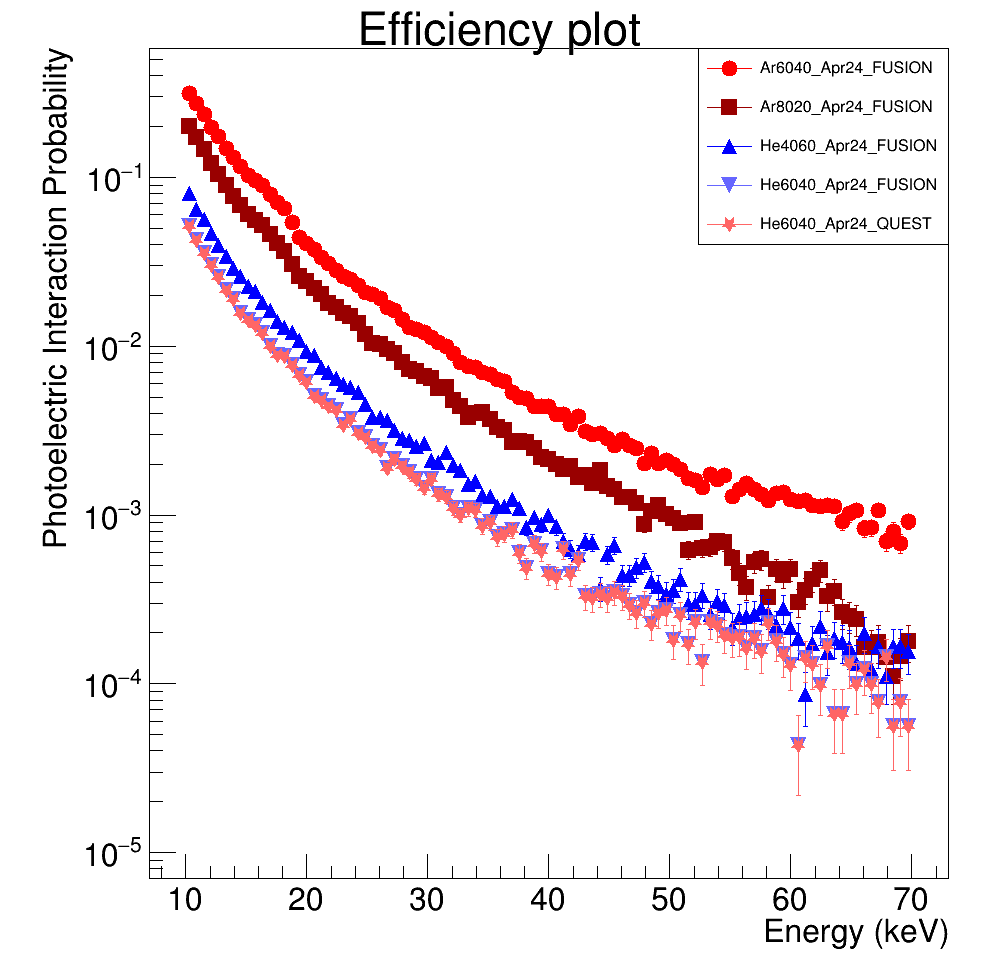 Efficiency plot
Photoelectric Interaction Probability
Ar6040_Apr24_FUSION
Ar8020_Apr24_FUSION
He4060_Apr24_FUSION
He6040_Apr24_FUSION
He6040_Apr24_QUEST
10−1
10−2
10−3
10−4
10−5
10 20 30 40 50 60 70
Energy (keV)